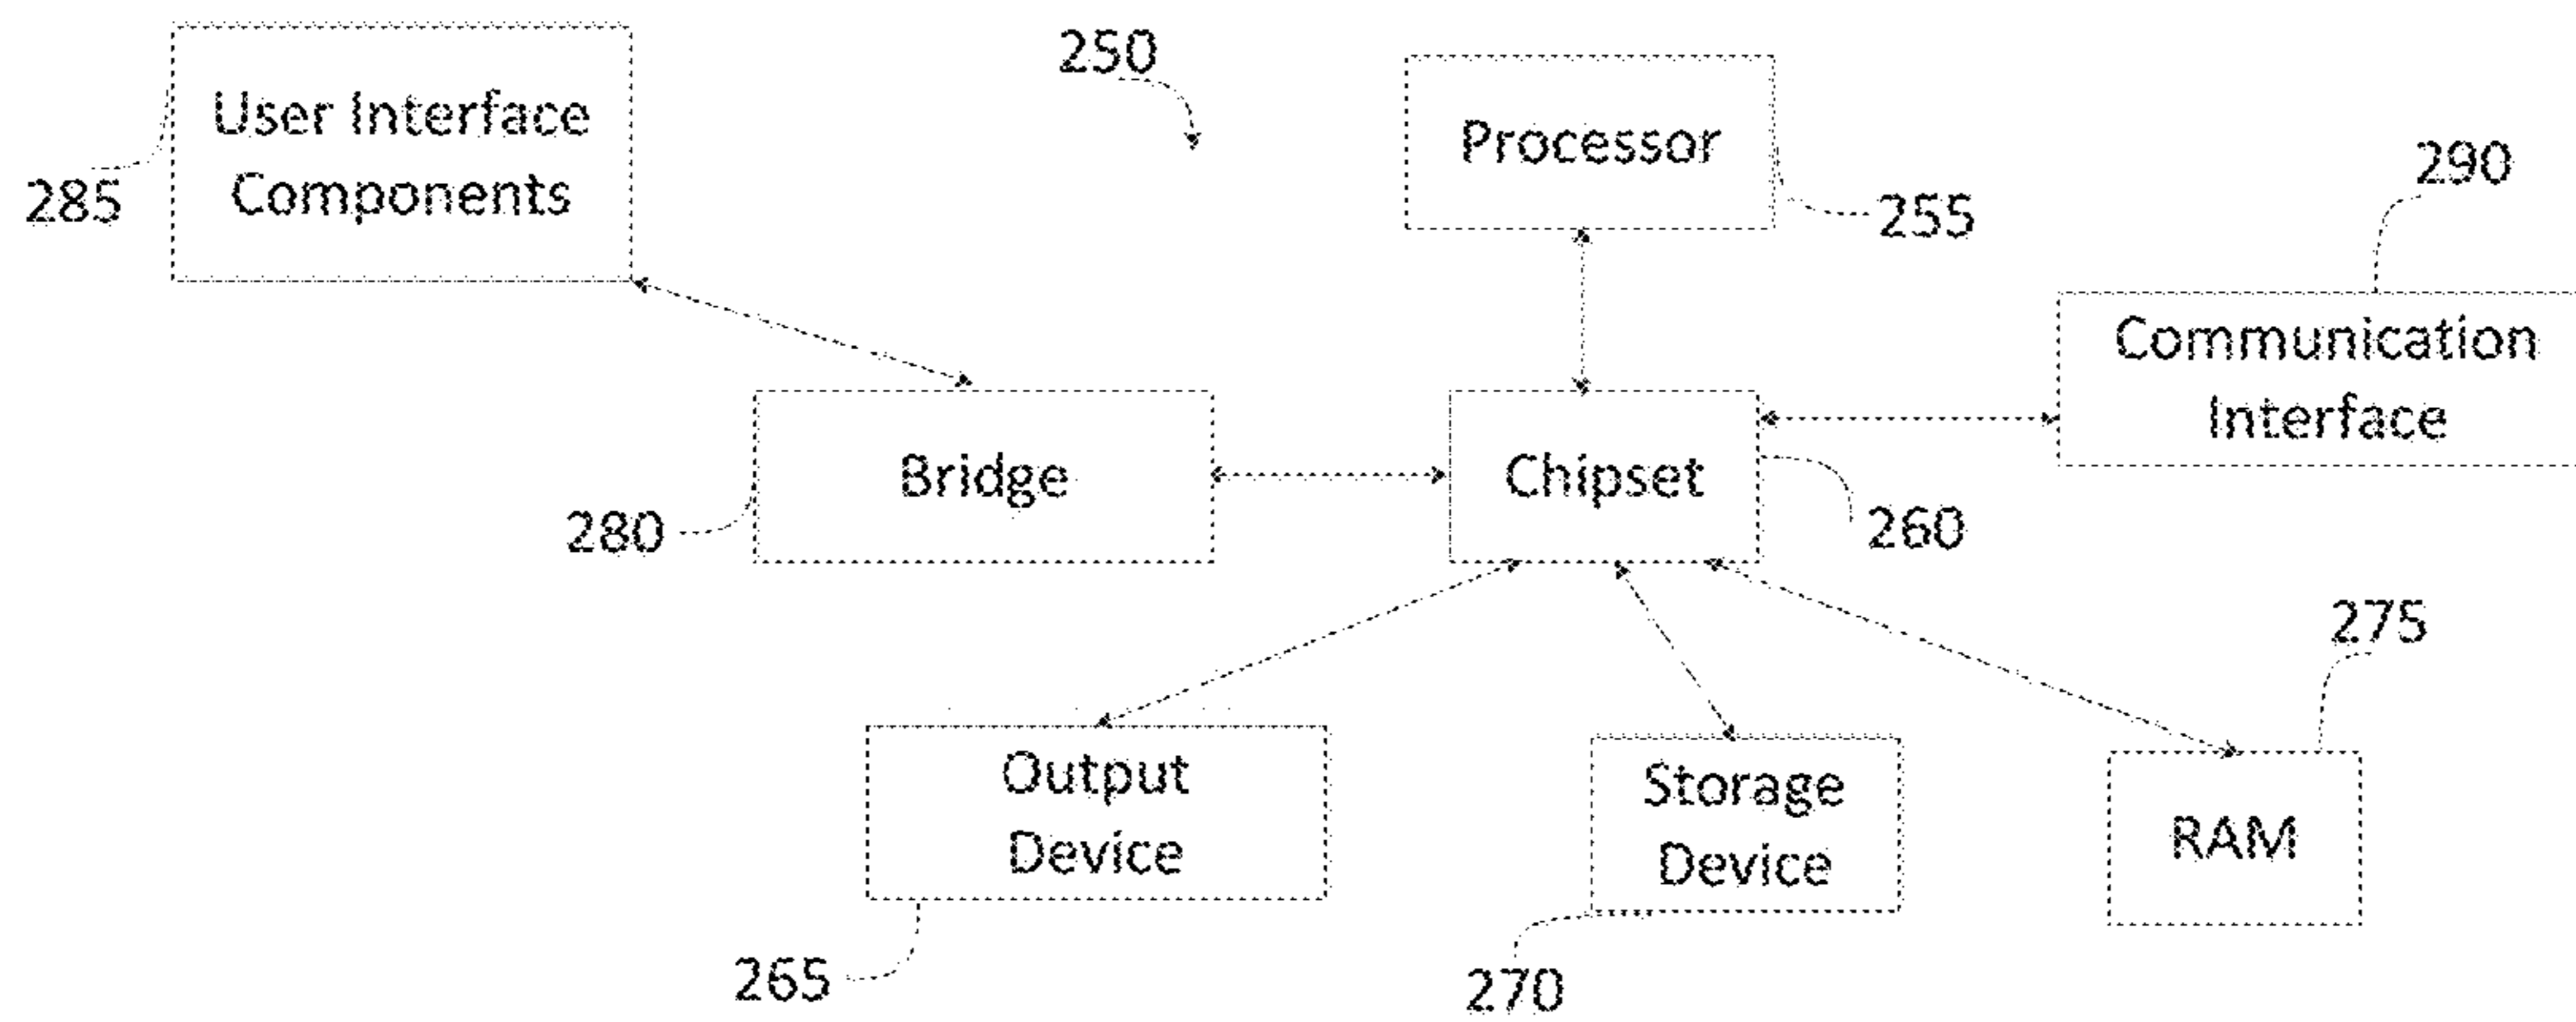 250
User Interface
Components
285
Processor
255
290
Communication
Interface
Bridge
280
Chipset
260
275
Output
Device
265
Storage
Device
270
RAM